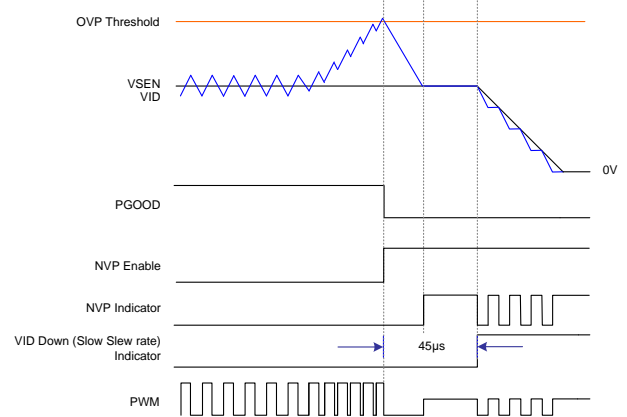 OVP Threshold
VSEN
VID
0V
PGOOD
NVP Enable
NVP Indicator
VID Down (Slow Slew rate)
Indicator
45µs
PWM